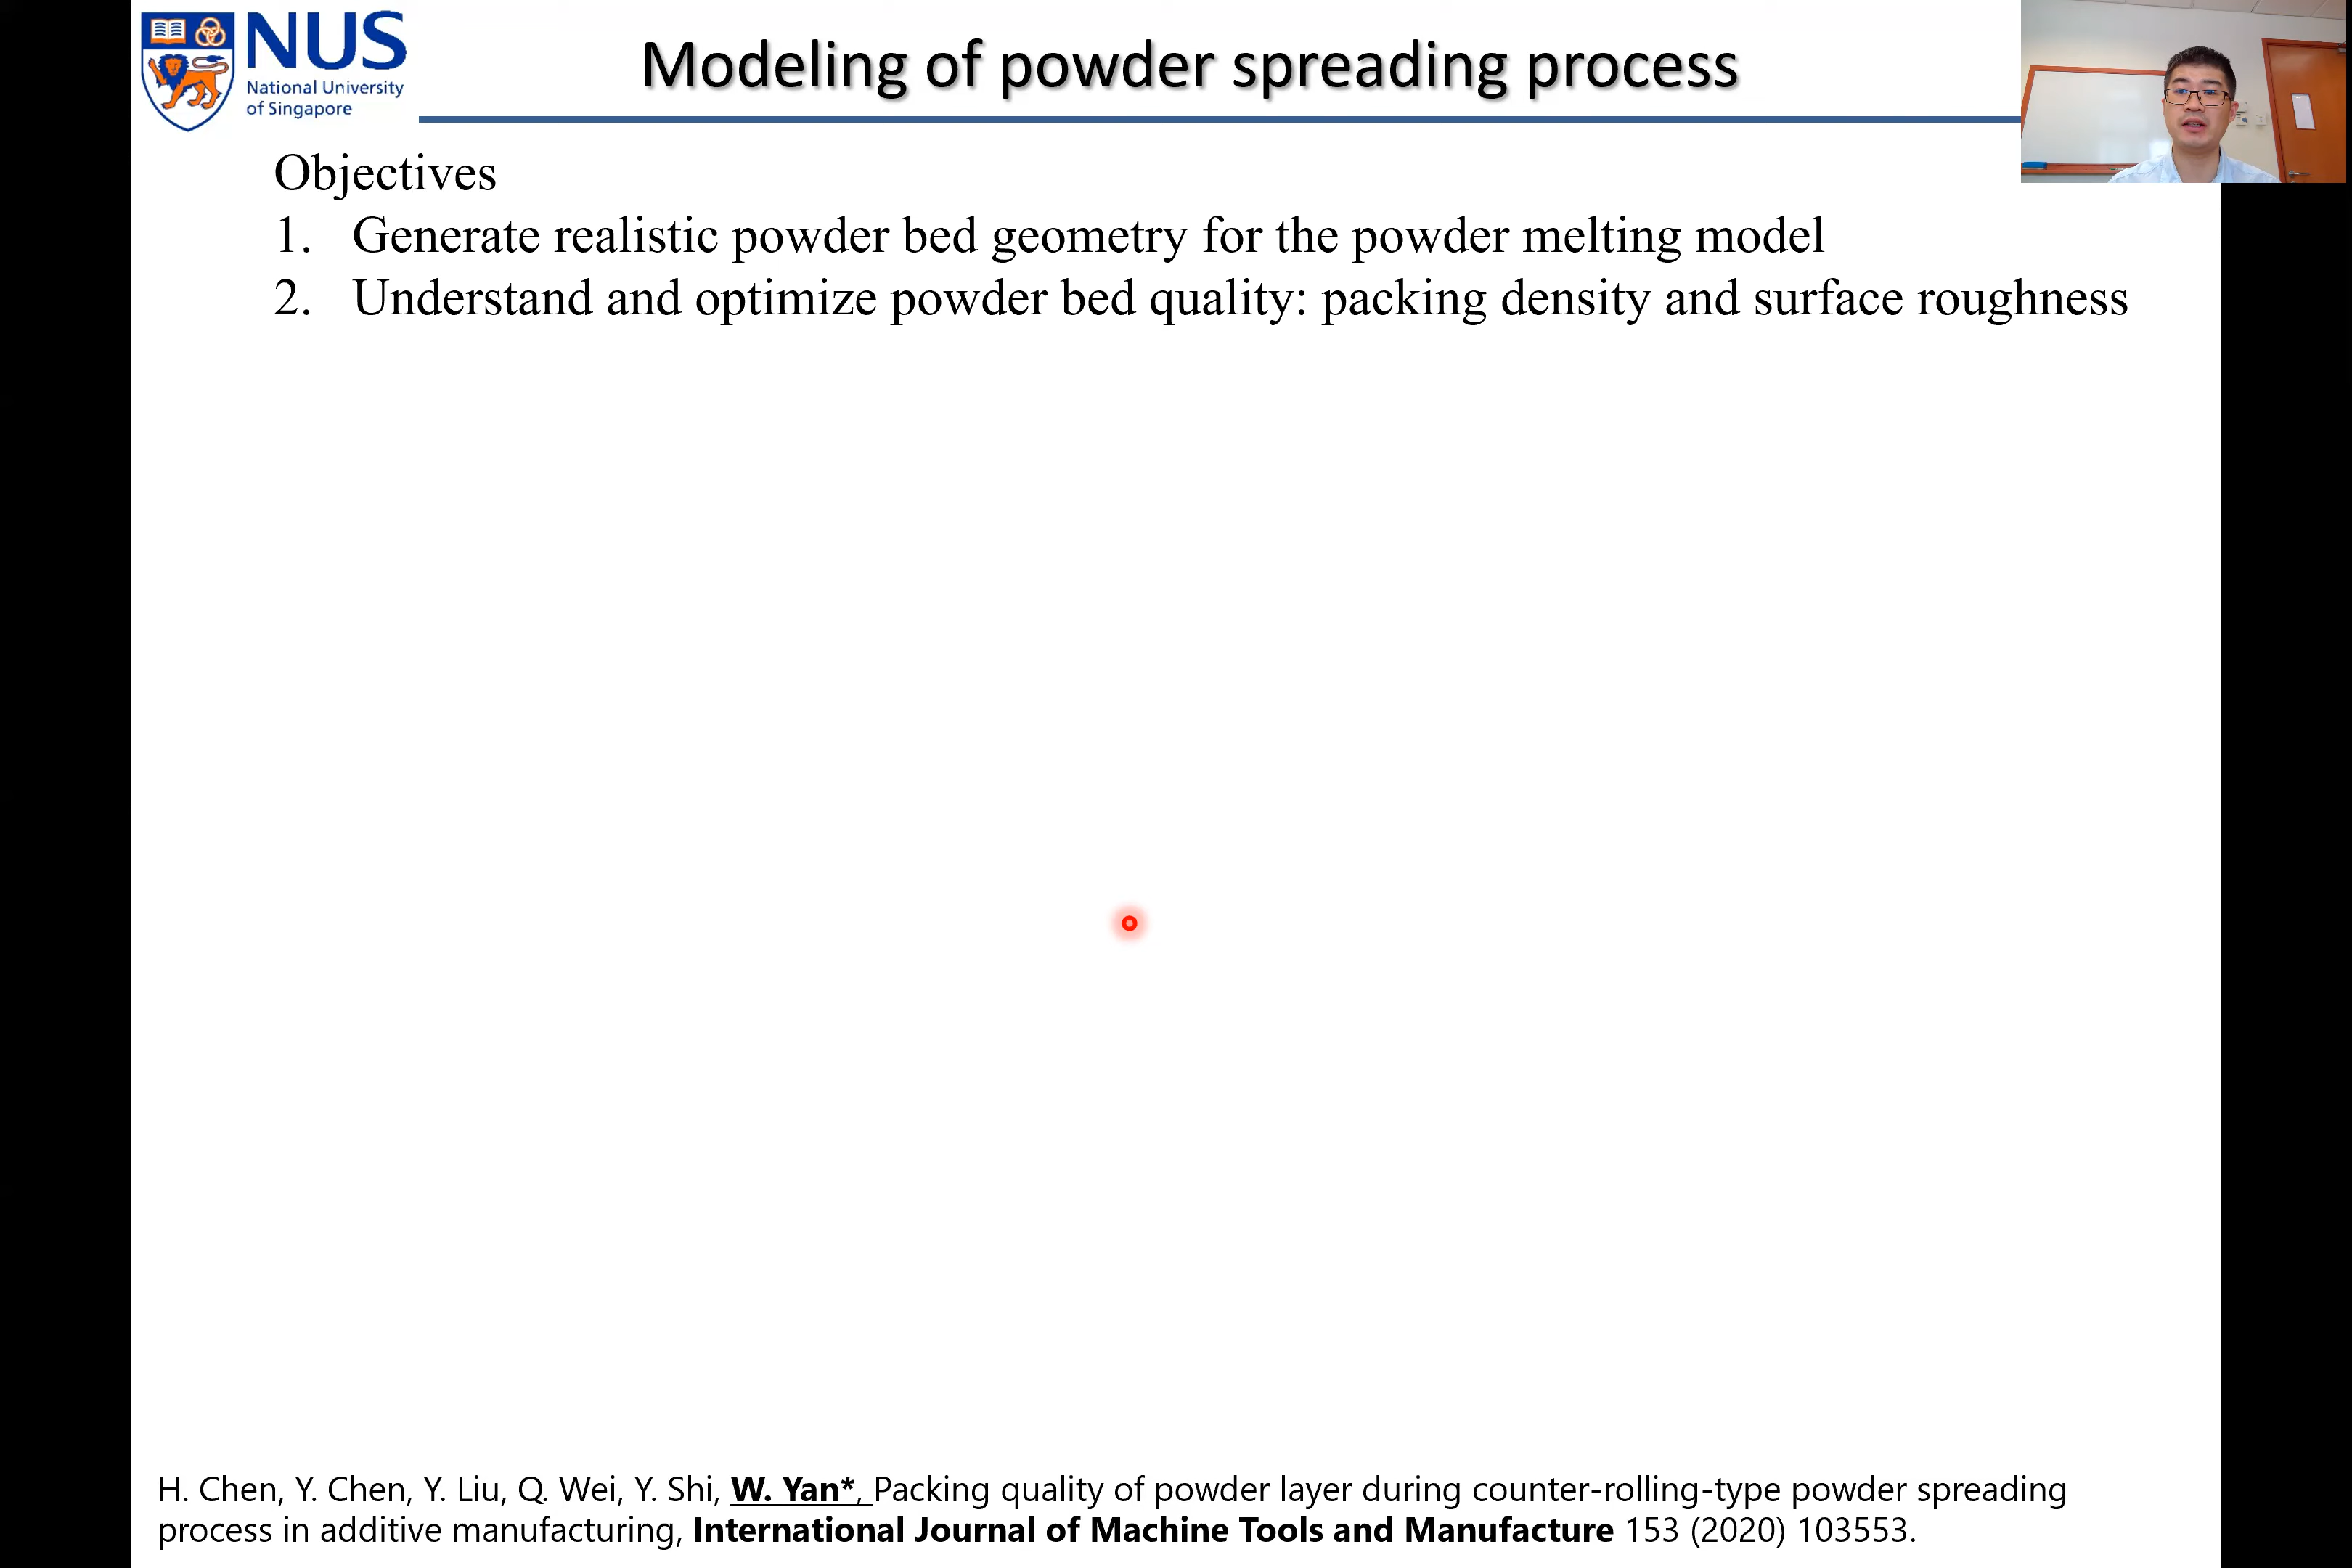 NUS
National University
of Singapore
Modeling of powder spreading process
Objectives
1. Generate realistic powder bed geometry for the powder melting model
2. Understand and optimize powder bed quality: packing density and surface roughness
H. Chen, Y. Chen, Y. Liu, Q. Wei, Y. Shi, W. Yan*, Packing quality of powder layer during counter-rolling-type powder spreading
process in additive manufacturing, International Journal of Machine Tools and Manufacture 153 (2020) 103553.